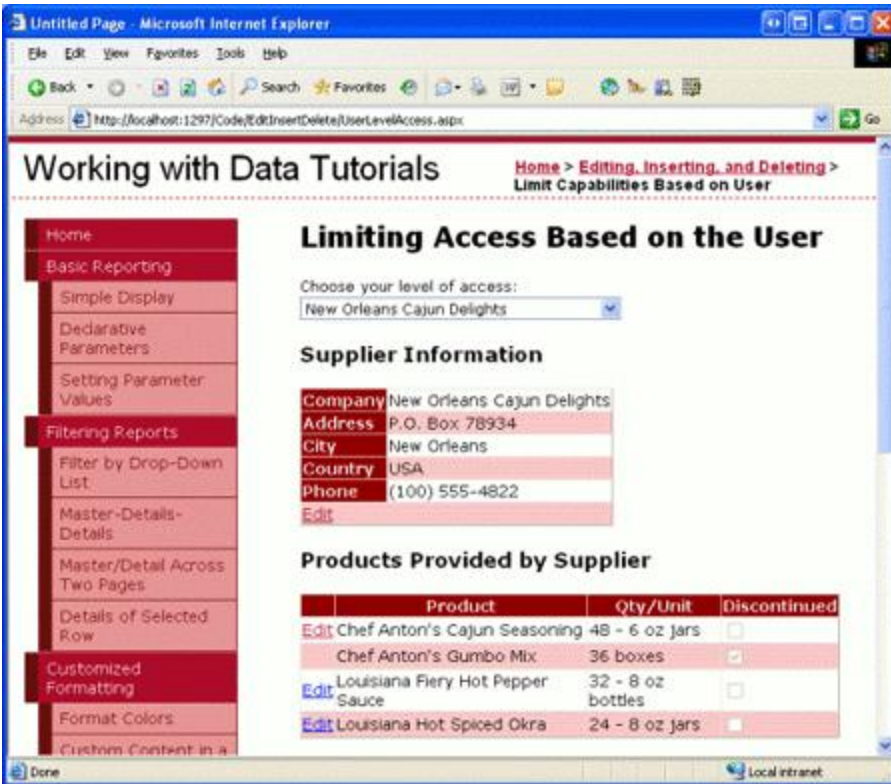 Untitled Page - Microsoft Internet Explorer
File Edit View Favorites Tools Help
Back Search Favorites
Address http://localhost:1297/Code/EditInsertDelete/UserLevelAccess.aspx Go
Working with Data Tutorials
Home > Editing, Inserting, and Deleting >
Limit Capabilities Based on User
Home
Basic Reporting
Simple Display
Declarative
Parameters
Setting Parameter
Values
Filtering Reports
Filter by Drop-Down
List
Master-Details-
Details
Master/Detail Across
Two Pages
Details of Selected
Row
Customized
Formatting
Format Colors
Custom Content in a
Limiting Access Based on the User
Choose your level of access:
New Orleans Cajun Delights
Supplier Information
Company New Orleans Cajun Delights
Address P.O. Box 78934
City New Orleans
Country USA
Phone (100) 555-4822
Edit
Products Provided by Supplier
Product Qty/Unit Discontinued
Edit Chef Anton's Cajun Seasoning 48 - 6 oz jars
Chef Anton's Gumbo Mix 36 boxes
Edit Louisiana Fiery Hot Pepper Sauce 32 - 8 oz bottles
Edit Louisiana Hot Spiced Okra 24 - 8 oz jars
Done Local intranet